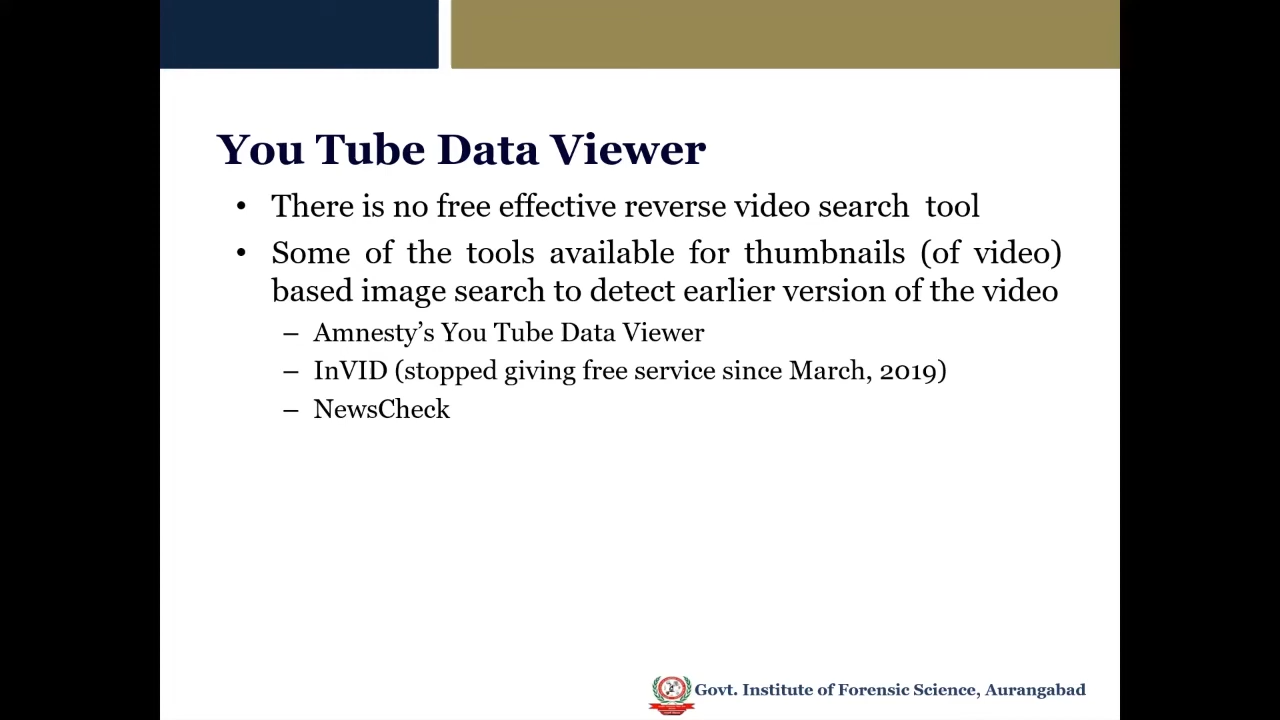 You Tube Data Viewer
• There is no free effective reverse video search tool
• Some of the tools available for thumbnails (of video)
based image search to detect earlier version of the video
– Amnesty’s You Tube Data Viewer
– InVID (stopped giving free service since March, 2019)
– NewsCheck
Govt. Institute of Forensic Science, Aurangabad